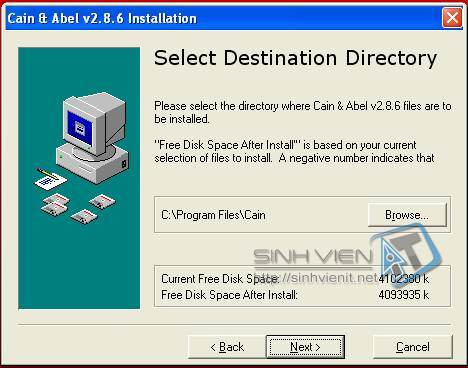 Cain & Abel v2.8.6 Installation
Select Destination Directory
Please select the directory where Cain & Abel v2.8.6 files are to
be installed.
"Free Disk Space After Install" is based on your current
selection of files to install. A negative number indicates that
C:\Program Files\Cain
Browse...
SINH VIEN IT
http://sinhvienit.net
Current Free Disk Space: 4102380 k
Free Disk Space After Install: 4093935 k
< Back
Next >
Cancel